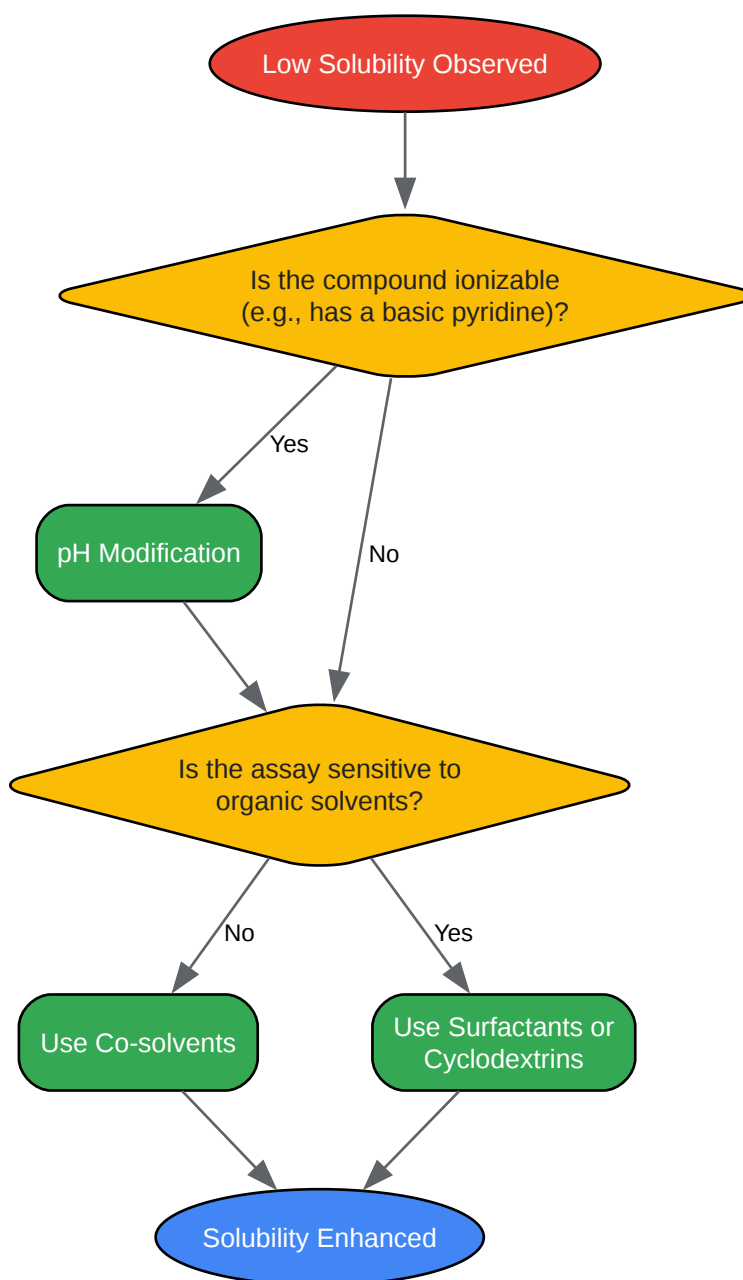 Low Solubility Observed
Is the compound ionizable
(e.g., has a basic pyridine)?
Yes
pH Modification
No
Is the assay sensitive to
organic solvents?
No
Yes
Use Co-solvents
Use Surfactants or
Cyclodextrins
Solubility Enhanced